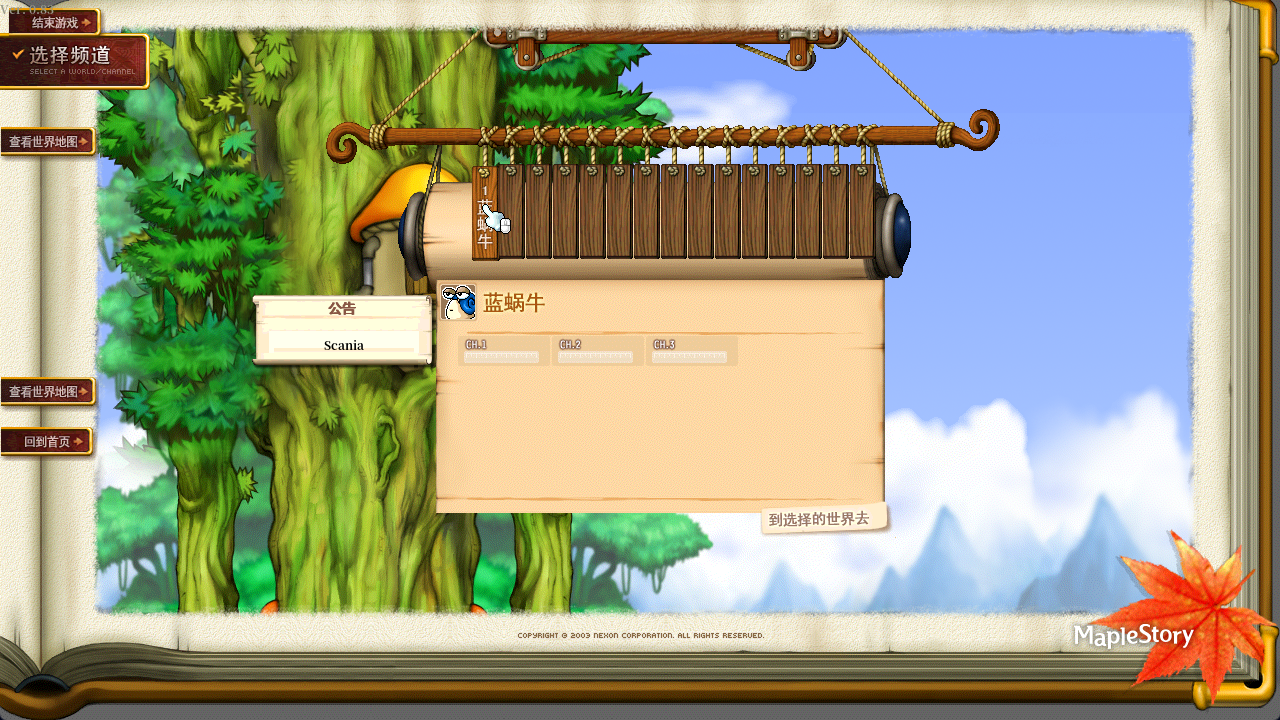 Ver. 0.83
结束游戏
选择频道
SELECT A WORLD/CHANNEL
查看世界地图
1
蓝
蜗
牛
公告
Scania
蓝蜗牛
CH.1
CH.2
CH.3
查看世界地图
回到首页
到选择的世界去
COPYRIGHT @ 2003 NEXON CORPORATION. ALL RIGHTS RESERVED.
MapleStory